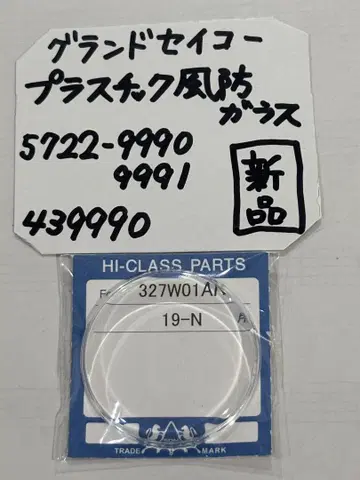 グランドセイコー
プラスチック風防
ガラス
5722-9990
9991
新品
439990
HI-CLASS PARTS
327W01AN
19-N
TRADE MARK